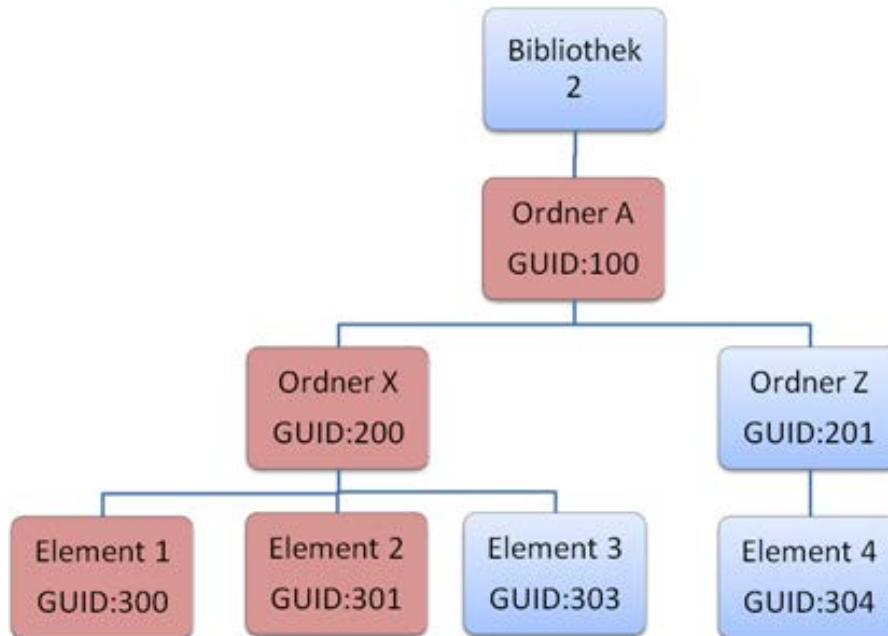 Bibliothek
2
Ordner A
GUID:100
Ordner X
GUID:200
Ordner Z
GUID:201
Element 1
GUID:300
Element 2
GUID:301
Element 3
GUID:303
Element 4
GUID:304